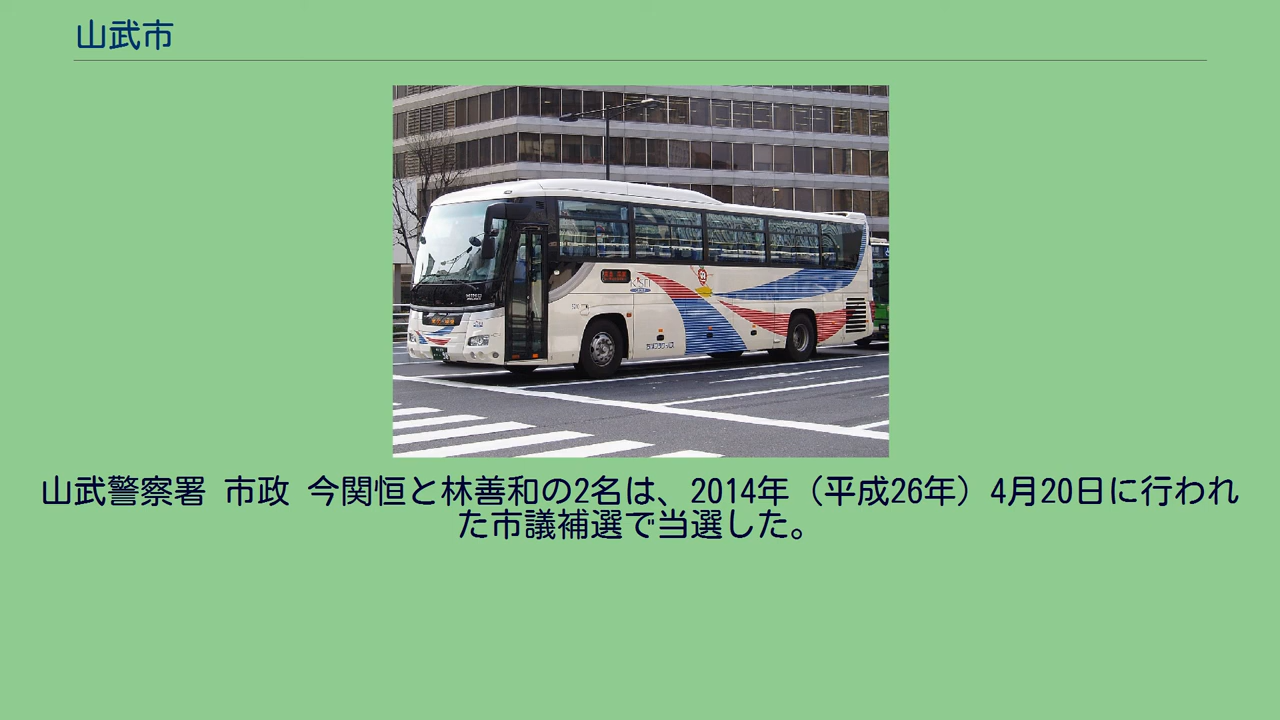 山武市
山武警察署 市政 今関恒と林善和の2名は、2014年（平成26年）4月20日に行われ
た市議補選で当選した。